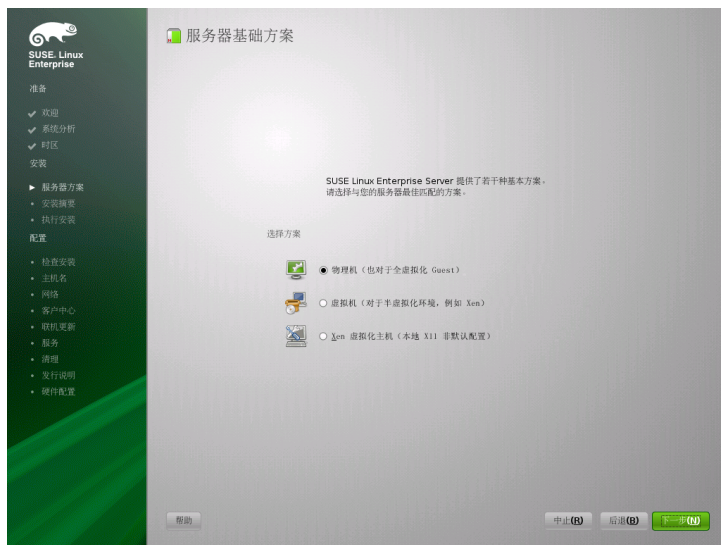 SUSE. Linux
Enterprise
准备
欢迎
系统分析
时区
安装
服务器方案
安装摘要
执行安装
配置
检查安装
主机名
网络
客户中心
联机更新
服务
清理
发行说明
硬件配置
服务器基础方案
SUSE Linux Enterprise Server 提供了若干种基本方案。
请选择与您的服务器最佳匹配的方案。
选择方案
物理机（也对于全虚拟化 Guest）
虚拟机（对于半虚拟化环境，例如 Xen）
Xen 虚拟化主机（本地 X11 非默认配置）
帮助
中止(R)
后退(B)
下一步(N)